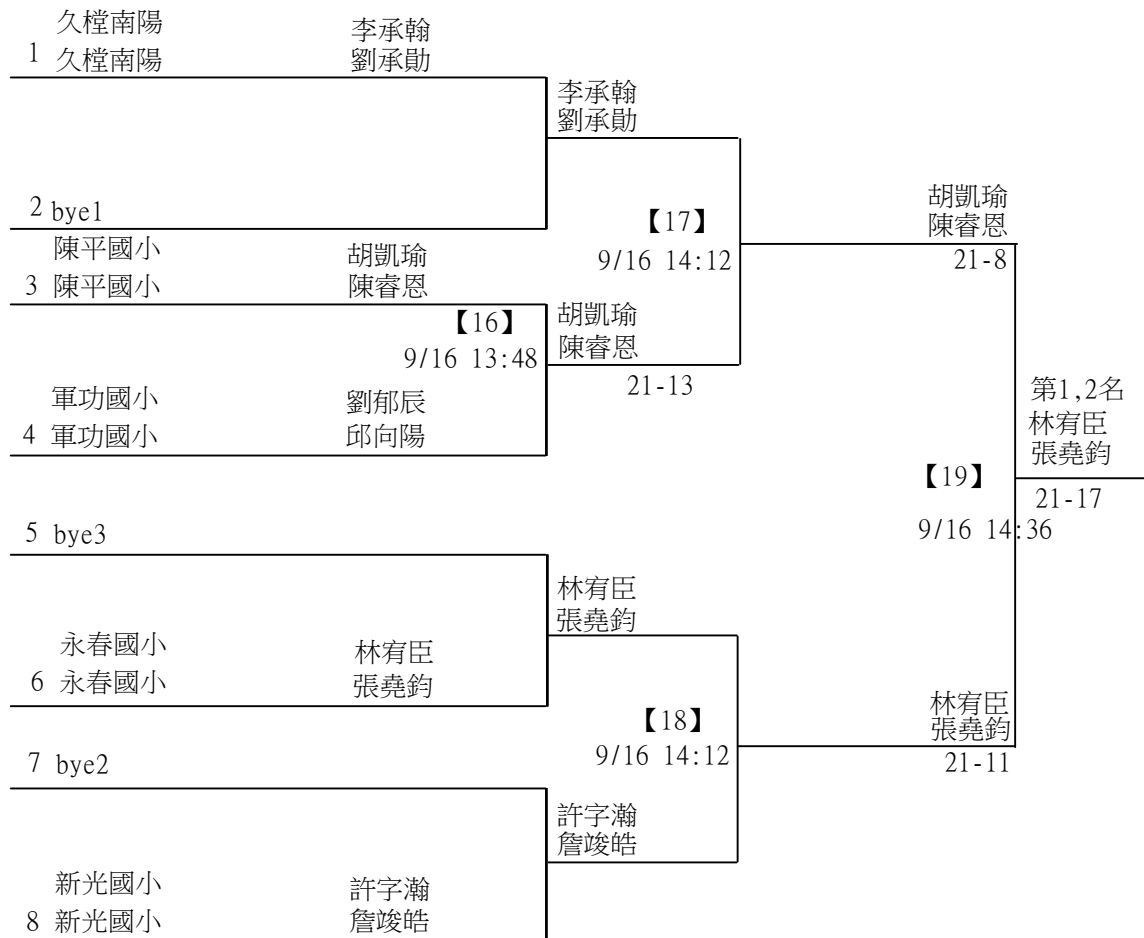 久樘南陽 李承翰
1 久樘南陽 劉承勛
李承翰
劉承勛
2 bye1
【17】
9/16 14:12
胡凱瑜
陳睿恩
21-8
陳平國小 胡凱瑜
3 陳平國小 陳睿恩
【16】
9/16 13:48
胡凱瑜
陳睿恩
21-13
軍功國小 劉郁辰
4 軍功國小 邱向陽
第1,2名
林宥臣
張堯鈞
21-17
【19】
9/16 14:36
5 bye3
林宥臣
張堯鈞
永春國小 林宥臣
6 永春國小 張堯鈞
【18】
9/16 14:12
林宥臣
張堯鈞
21-11
7 bye2
許字瀚
詹竣皓
新光國小 許字瀚
8 新光國小 詹竣皓